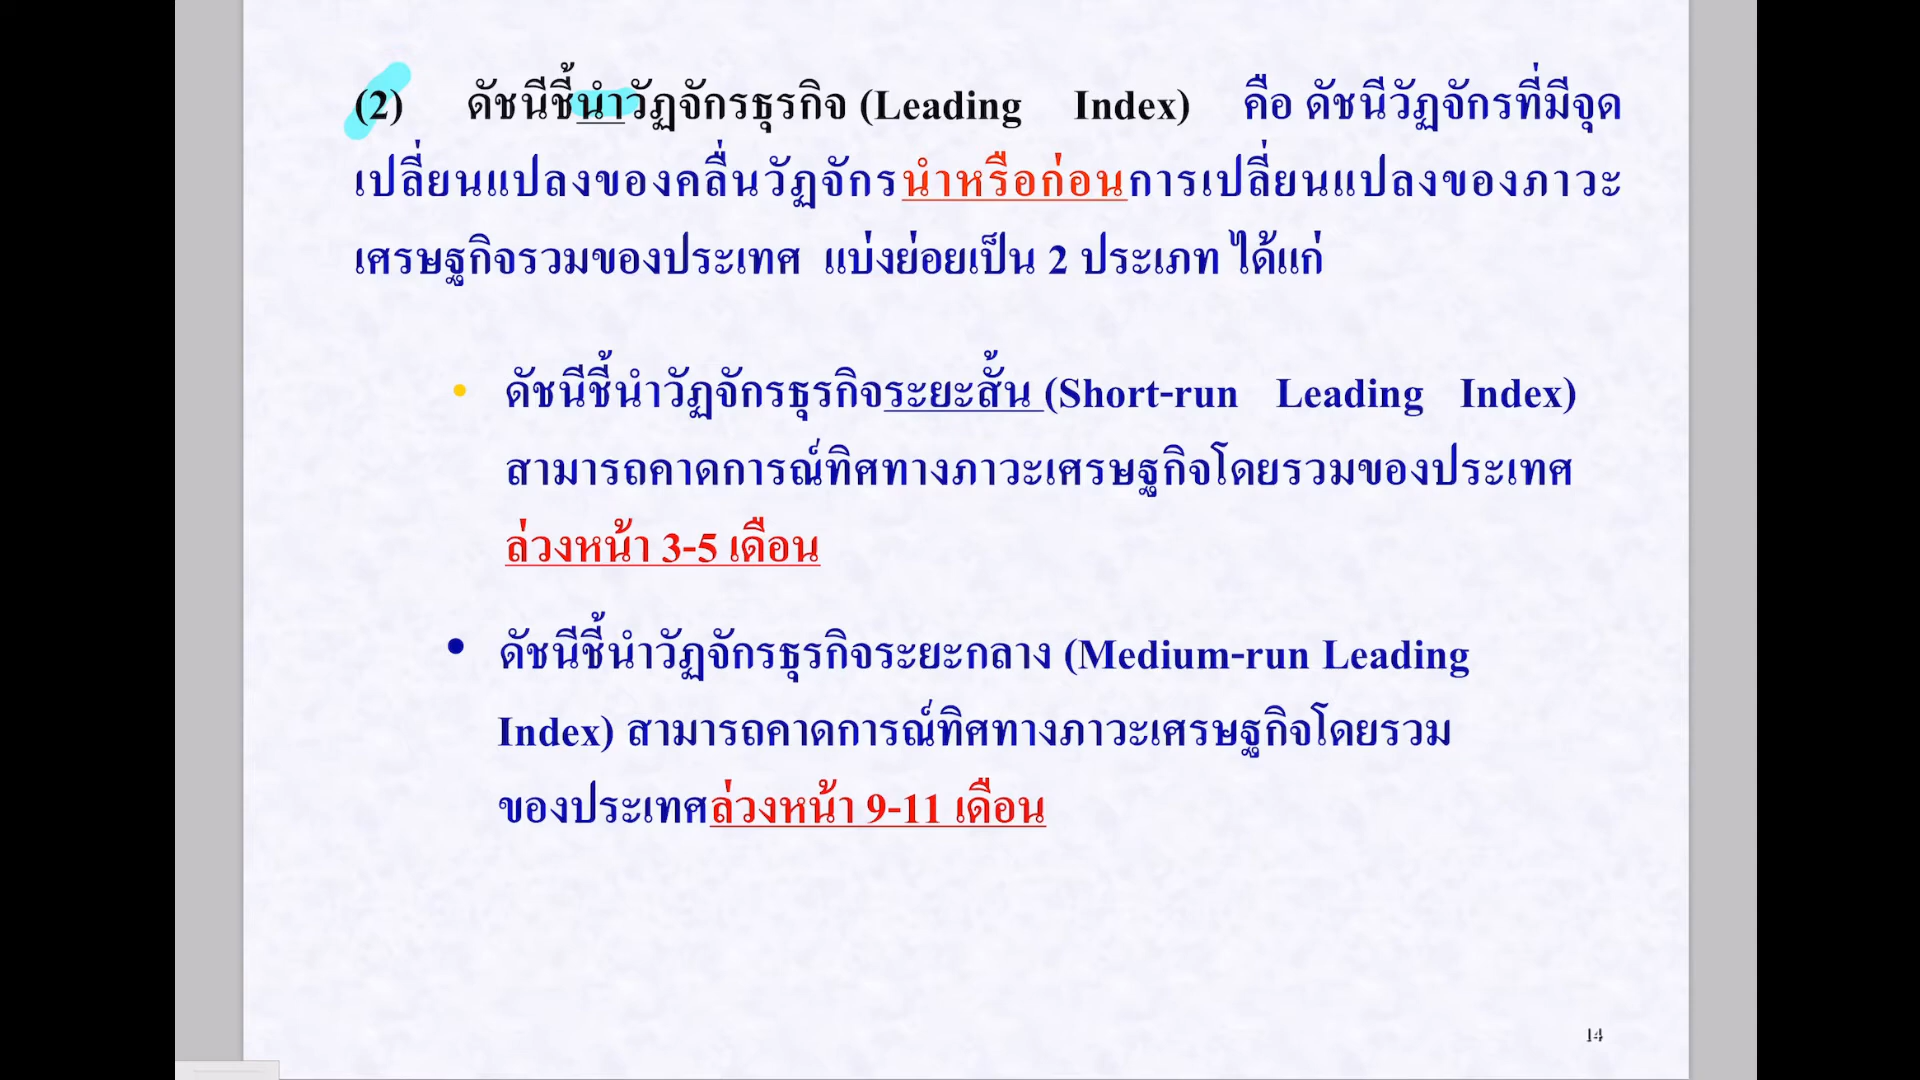 (2) ดัชนีชี้นำวัฏจักรธุรกิจ (Leading Index) คือ ดัชนีวัฏจักรที่มีจุด
เปลี่ยนแปลงของคลื่นวัฏจักรนำหรือก่อนการเปลี่ยนแปลงของภาวะ
เศรษฐกิจรวมของประเทศ แบ่งย่อยเป็น 2 ประเภท ได้แก่
• ดัชนีชี้นำวัฏจักรธุรกิจระยะสั้น (Short-run Leading Index)
สามารถคาดการณ์ทิศทางภาวะเศรษฐกิจโดยรวมของประเทศ
ล่วงหน้า 3-5 เดือน
• ดัชนีชี้นำวัฏจักรธุรกิจระยะกลาง (Medium-run Leading
Index) สามารถคาดการณ์ทิศทางภาวะเศรษฐกิจโดยรวม
ของประเทศล่วงหน้า 9-11 เดือน
14